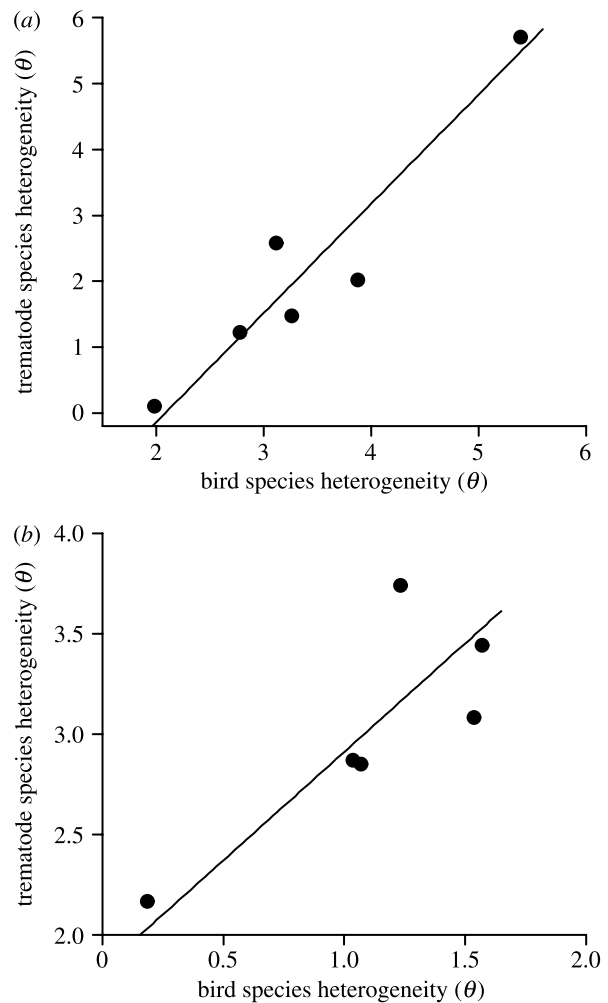 (a)
trematode species heterogeneity (θ)
6
5
4
3
2
1
0
2 3 4 5 6
bird species heterogeneity (θ)
(b)
trematode species heterogeneity (θ)
4.0
3.5
3.0
2.5
2.0
0 0.5 1.0 1.5 2.0
bird species heterogeneity (θ)